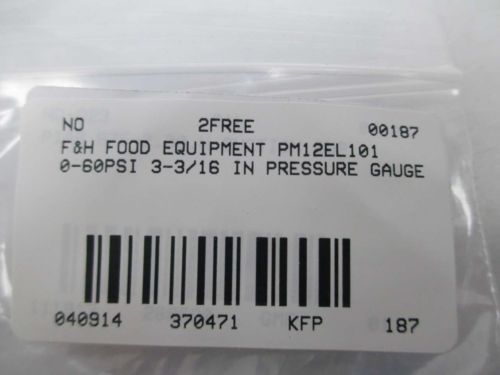 NO 2FREE 00187
F&H FOOD EQUIPMENT PM12EL101
0-60PSI 3-3/16 IN PRESSURE GAUGE
040914 370471 KFP 187